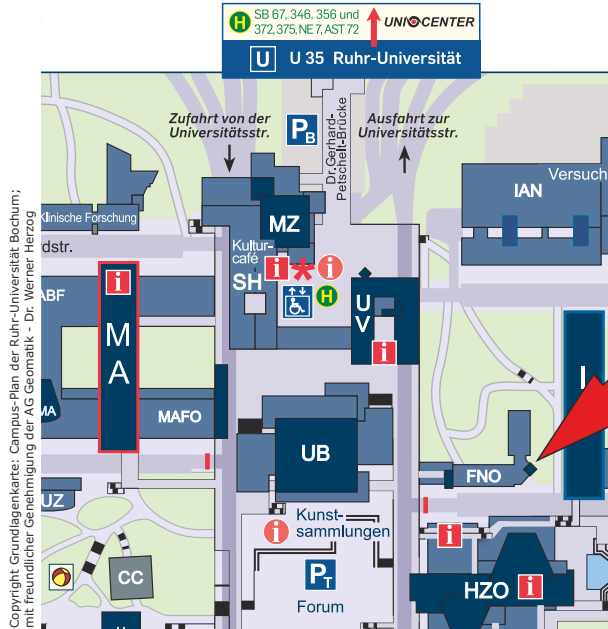 H SB 67, 346, 356 und
372,375, NE 7, AST 72
UNI CENTER
U U 35 Ruhr-Universität
Zufahrt von der
Universitätsstr.
PB
Dr.Gerhard-
Petschelt-Brücke
Ausfahrt zur
Universitätsstr.
IAN
Versuch
Klinische Forschung
MZ
dstr.
Kultur-
café
SH
i
i
H
i
ABF
M
A
U
V
i
I
MA
MAFO
UB
FNO
UZ
i Kunst-
sammlungen
i
CC
PT
Forum
HZO i
Copyright Grundlagenkarte: Campus-Plan der Ruhr-Universität Bochum;
mit freundlicher Genehmigung der AG Geomatik - Dr. Werner Herzog